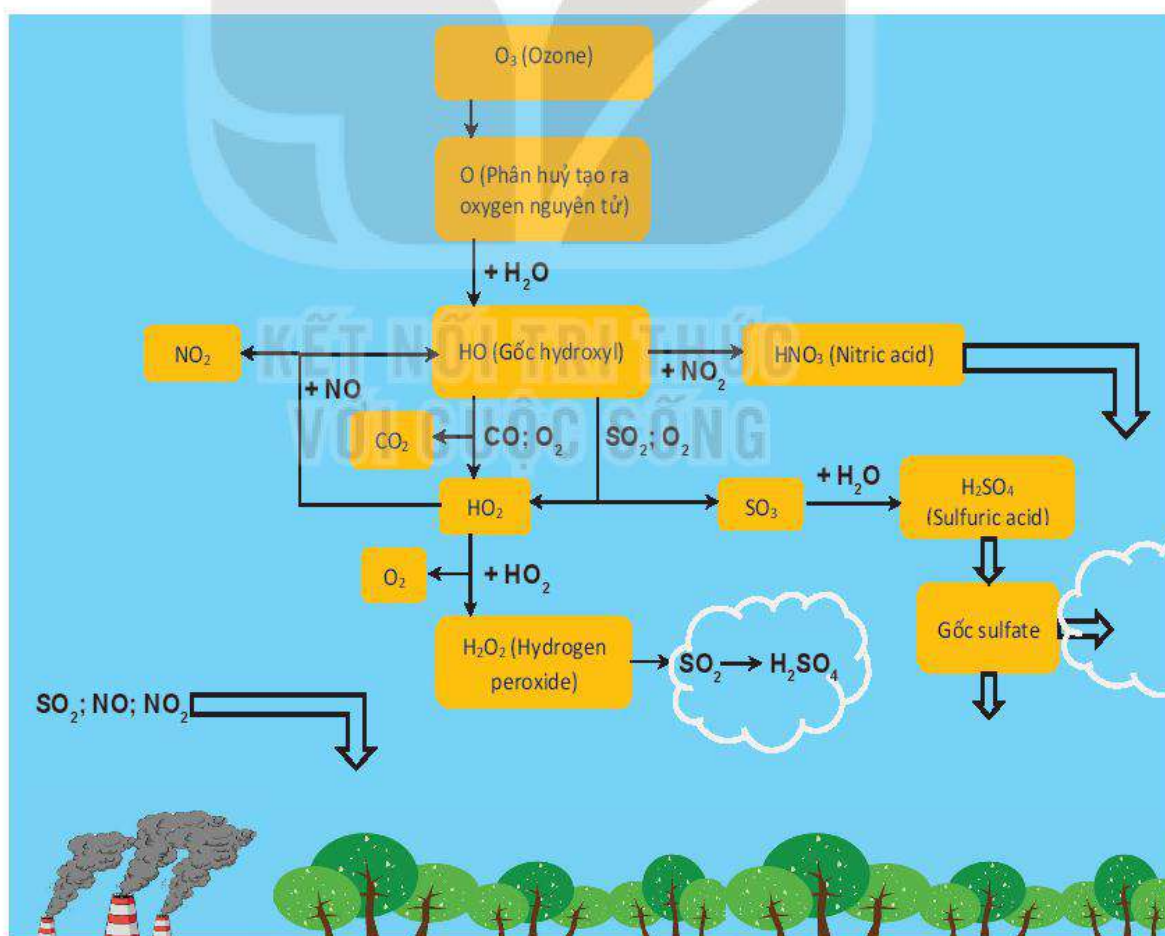 O₃ (Ozone)
O (Phân huỷ tạo ra
oxygen nguyên tử)
+ H₂O
NO₂
HO (Gốc hydroxyl)
HNO₃ (Nitric acid)
+ NO
+ NO₂
KẾT NỐI TRI THỨC
VỚI CUỘC SỐNG
CO₂
CO; O₂
SO₂; O₂
HO₂
SO₃
+ H₂O
H₂SO₄
(Sulfuric acid)
O₂
+ HO₂
H₂O₂ (Hydrogen
peroxide)
SO₂
H₂SO₄
Gốc sulfate
SO₂; NO; NO₂